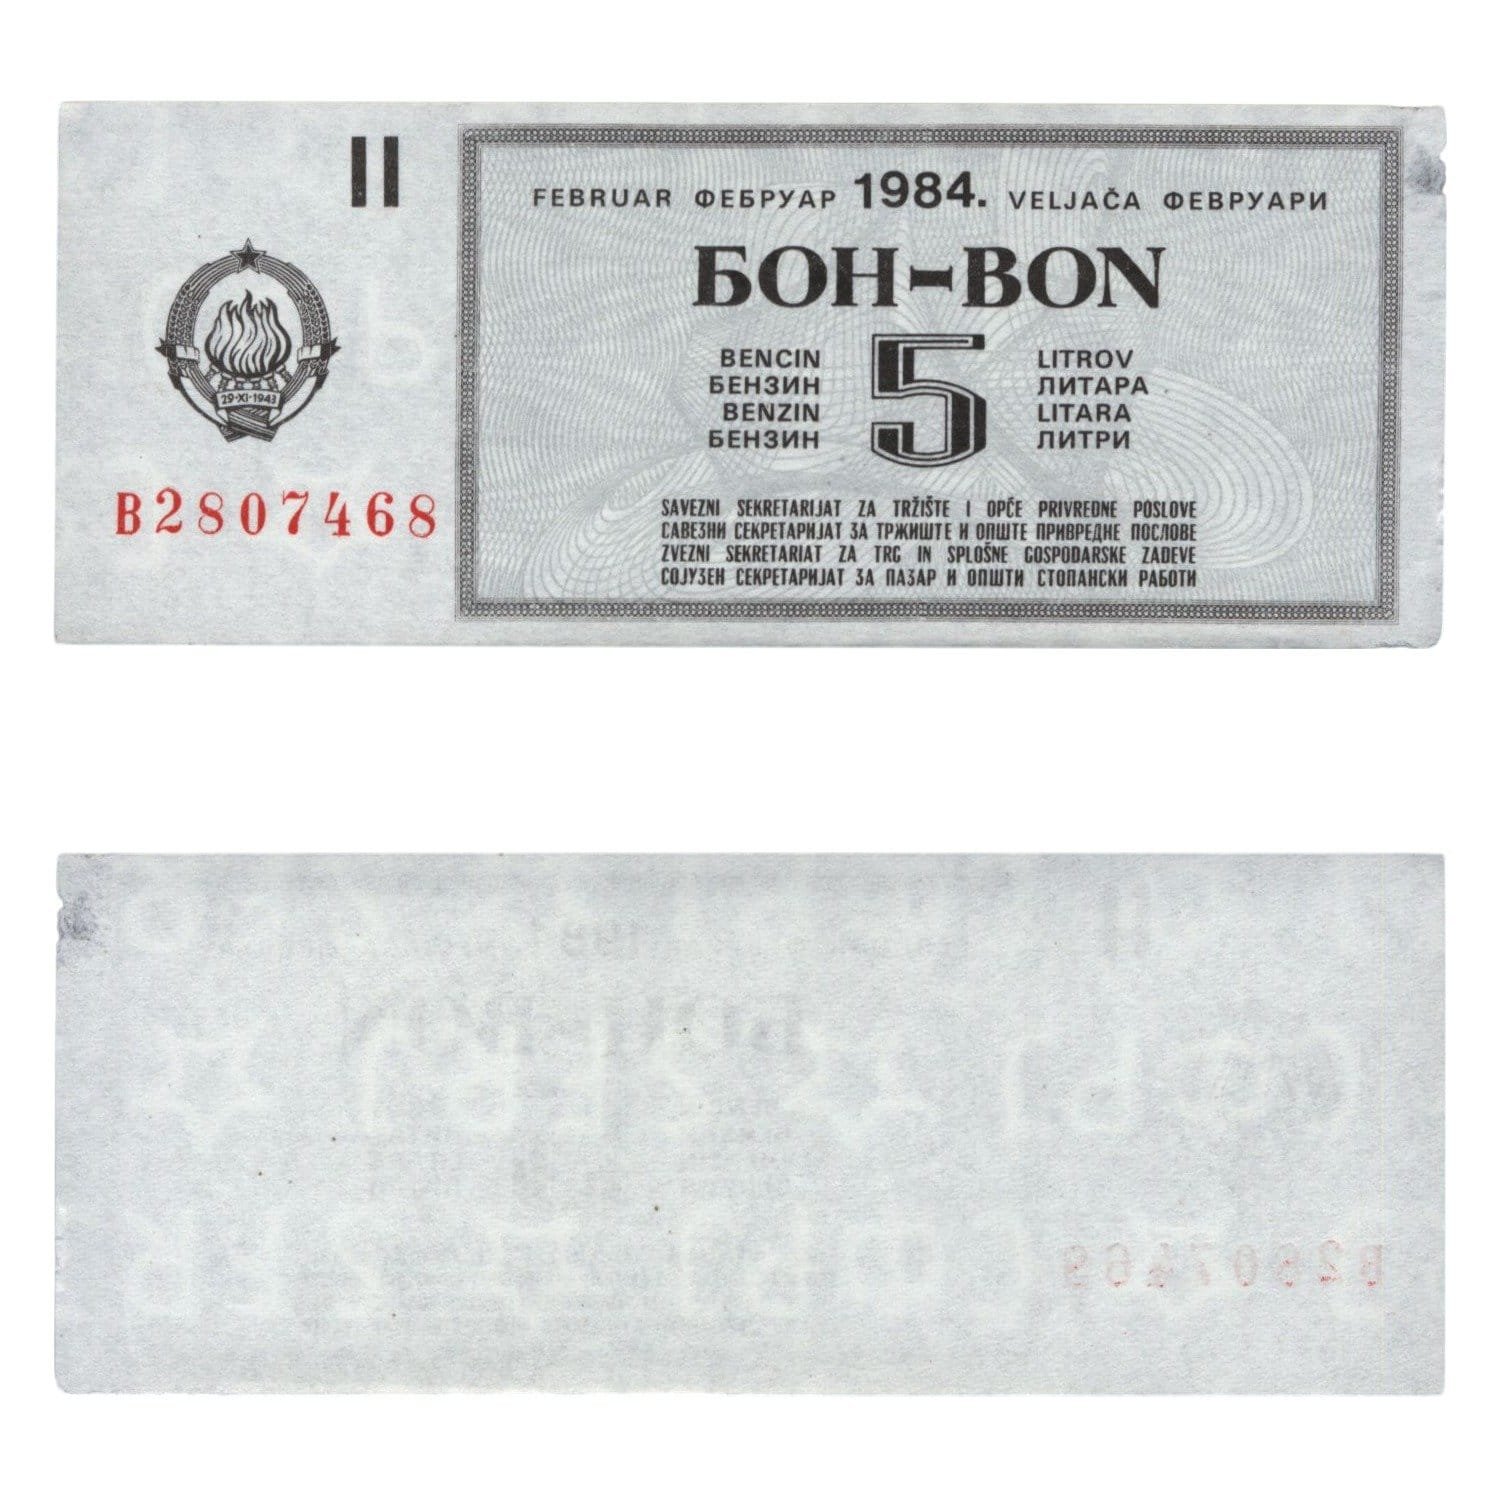 II
FEBRUAR ФЕБРУАР 1984. VELJAČA ФЕВРУАРИ
БОН-BON
BENCIN 5 LITROV
БЕНЗИН ЛИТАРА
BENZIN LITARA
БЕНЗИН ЛИТРИ
29·XI·1943
B2807468
SAVEZNI SEKRETARIJAT ZA TRŽIŠTE I OPĆE PRIVREDNE POSLOVE
САВЕЗНИ СЕКРЕТАРИЈАТ ЗА ТРЖИШТЕ И ОПШТЕ ПРИВРЕДНЕ ПОСЛОВЕ
ZVEZNI SEKRETARIAT ZA TRG IN SPLOŠNE GOSPODARSKE ZADEVE
СОЈУЗЕН СЕКРЕТАРИЈАТ ЗА ПАЗАР И ОПШТИ СТОПАНСКИ РАБОТИ